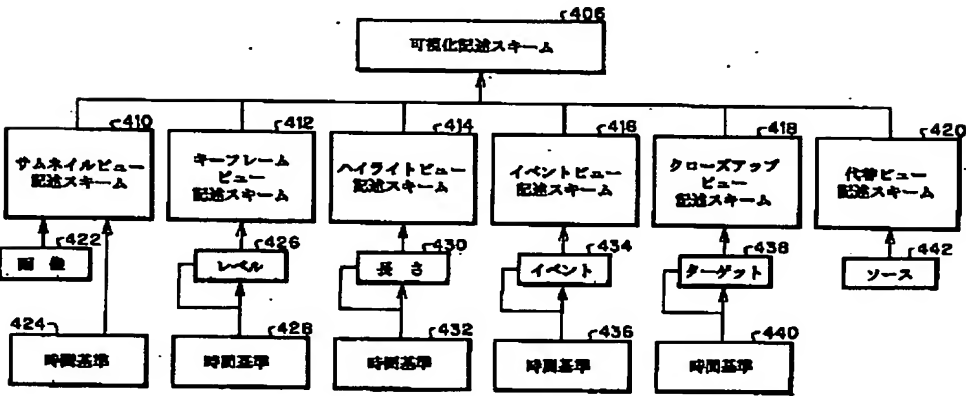 406
可視化記述スキーム
410
サムネイルビュー
記述スキーム
412
キーフレーム
ビュー
記述スキーム
414
ハイライトビュー
記述スキーム
416
イベントビュー
記述スキーム
418
クローズアップ
ビュー
記述スキーム
420
代替ビュー
記述スキーム
422
画像
426
レベル
430
長さ
434
イベント
438
ターゲット
442
ソース
424
時間基準
428
時間基準
432
時間基準
436
時間基準
440
時間基準